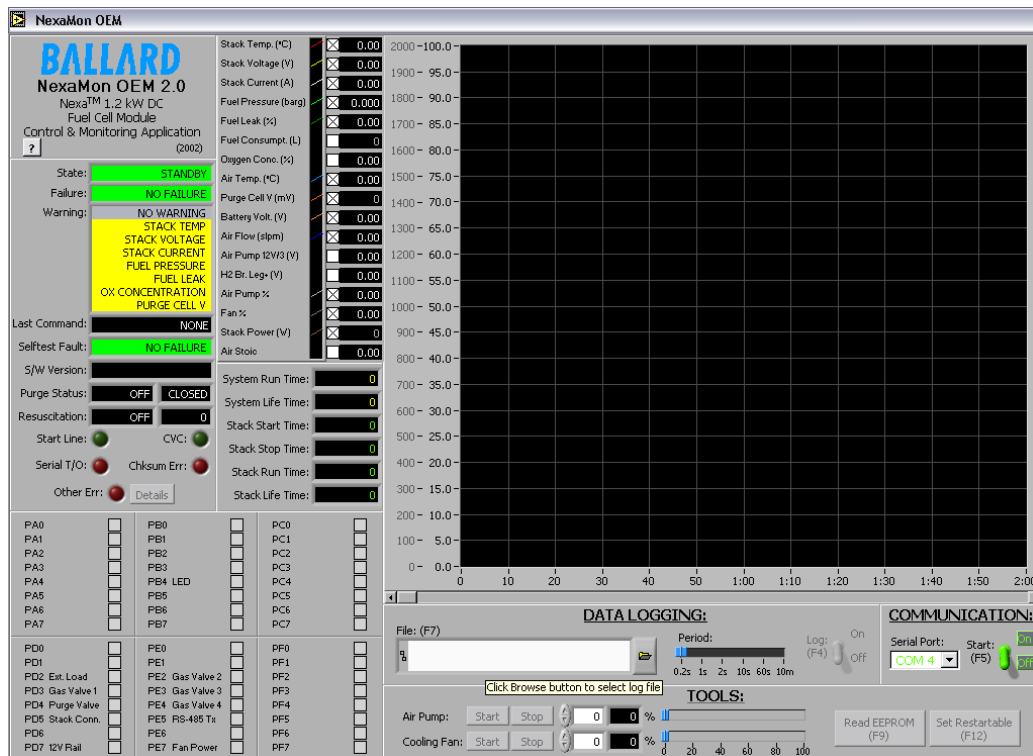 NexaMon OEM
BALLARD
NexaMon OEM 2.0
Nexa™ 1.2 kW DC
Fuel Cell Module
Control & Monitoring Application
? (2002)
State: STANDBY
Failure: NO FAILURE
Warning: NO WARNING
STACK TEMP
STACK VOLTAGE
STACK CURRENT
FUEL PRESSURE
FUEL LEAK
OX CONCENTRATION
PURGE CELL V
Last Command: NONE
Selftest Fault: NO FAILURE
S/W Version:
Purge Status: OFF CLOSED
Resuscitation: OFF 0
Start Line: CVC:
Serial T/O: Chksum Err:
Other Err: Details
Stack Temp. (°C) 0.00
Stack Voltage (V) 0.00
Stack Current (A) 0.00
Fuel Pressure (barg) 0.000
Fuel Leak (%) 0.00
Fuel Consumpt. (L) 0
Oxygen Conc. (%) 0.00
Air Temp. (°C) 0.00
Purge Cell V (mV) 0
Battery Volt. (V) 0.00
Air Flow (slpm) 0.00
Air Pump 12V/3 (V) 0.00
H2 Br. Leg+ (V) 0.00
Air Pump % 0.00
Fan % 0.00
Stack Power (W) 0
Air Stoic 0.00
System Run Time: 0
System Life Time: 0
Stack Start Time: 0
Stack Stop Time: 0
Stack Run Time: 0
Stack Life Time: 0
2000 100.0
1900 95.0
1800 90.0
1700 85.0
1600 80.0
1500 75.0
1400 70.0
1300 65.0
1200 60.0
1100 55.0
1000 50.0
900 45.0
800 40.0
700 35.0
600 30.0
500 25.0
400 20.0
300 15.0
200 10.0
100 5.0
0 0.0
0 10 20 30 40 50 1:00 1:10 1:20 1:30 1:40 1:50 2:00
PA0 PB0 PC0
PA1 PB1 PC1
PA2 PB2 PC2
PA3 PB3 PC3
PA4 PB4 LED PC4
PA5 PB5 PC5
PA6 PB6 PC6
PA7 PB7 PC7
PD0 PE0 PF0
PD1 PE1 PF1
PD2 Ext. Load PE2 Gas Valve 2 PF2
PD3 Gas Valve 1 PE3 Gas Valve 3 PF3
PD4 Purge Valve PE4 Gas Valve 4 PF4
PD5 Stack Conn. PE5 RS-485 Tx PF5
PD6 PE6 PF6
PD7 12V Rail PE7 Fan Power PF7
DATA LOGGING:
File: (F7)
Period:
0.2s 1s 2s 10s 60s 10m
Log: (F4) On Off
Click Browse button to select log file
COMMUNICATION:
Serial Port: COM 4
Start: (F5) On Off
TOOLS:
Air Pump: Start Stop 0 0 %
Cooling Fan: Start Stop 0 0 %
0 20 40 60 80 100
Read EEPROM (F9)
Set Restartable (F12)